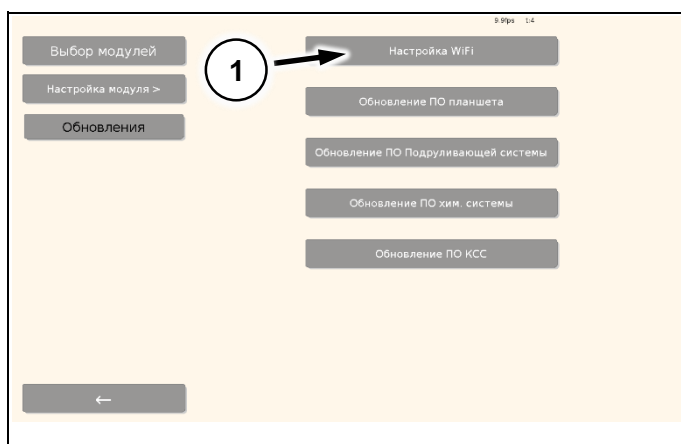 9.9fps 1:4
Выбор модулей
Настройка модуля >
Обновления
←
1
Настройка WiFi
Обновление ПО планшета
Обновление ПО Подруливающей системы
Обновление ПО хим. системы
Обновление ПО КСС